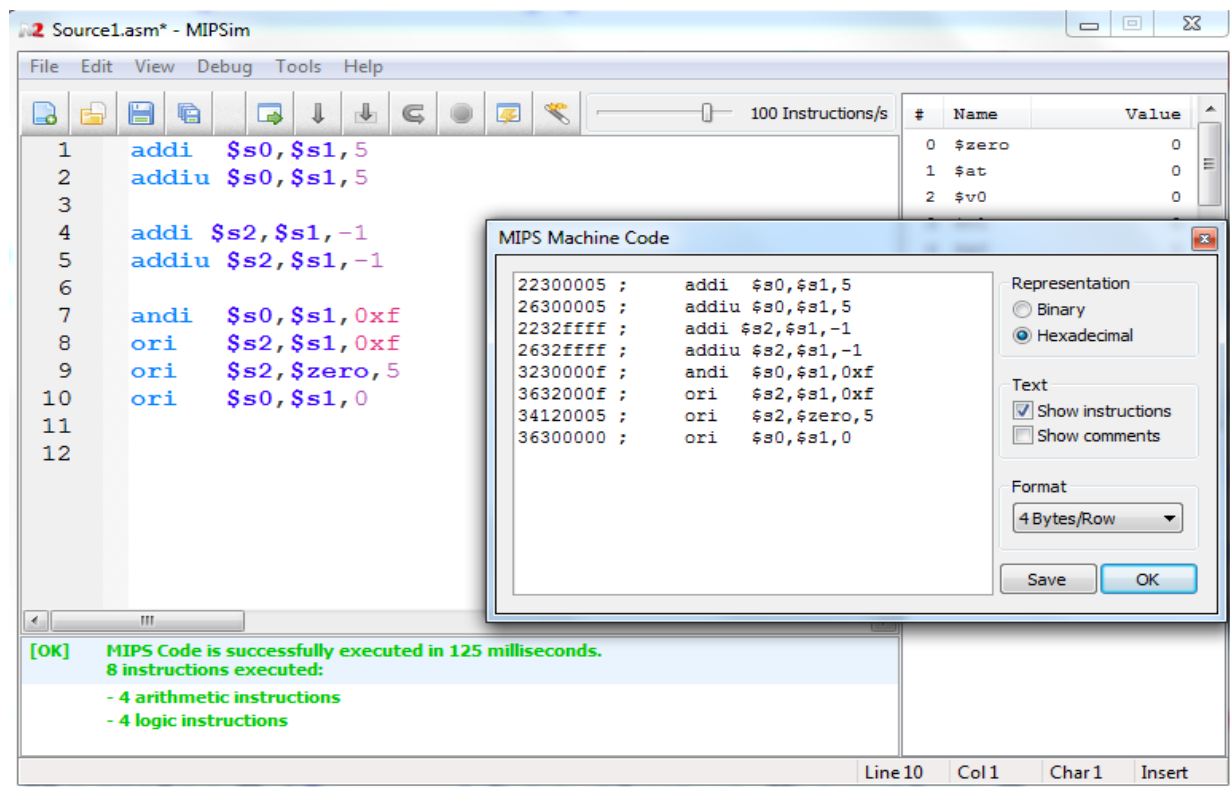 Source1.asm* - MIPSim
File Edit View Debug Tools Help
100 Instructions/s
# Name Value
0 $zero 0
1 $at 0
2 $v0 0
1 addi $s0,$s1,5
2 addiu $s0,$s1,5
3
4 addi $s2,$s1,-1
5 addiu $s2,$s1,-1
6
7 andi $s0,$s1,0xf
8 ori $s2,$s1,0xf
9 ori $s2,$zero,5
10 ori $s0,$s1,0
11
12
MIPS Machine Code
22300005 ; addi $s0,$s1,5
26300005 ; addiu $s0,$s1,5
2232ffff ; addi $s2,$s1,-1
2632ffff ; addiu $s2,$s1,-1
3230000f ; andi $s0,$s1,0xf
3632000f ; ori $s2,$s1,0xf
34120005 ; ori $s2,$zero,5
36300000 ; ori $s0,$s1,0
Representation
Binary
Hexadecimal
Text
Show instructions
Show comments
Format
4 Bytes/Row
Save OK
[OK] MIPS Code is successfully executed in 125 milliseconds.
8 instructions executed:
- 4 arithmetic instructions
- 4 logic instructions
Line 10 Col 1 Char 1 Insert